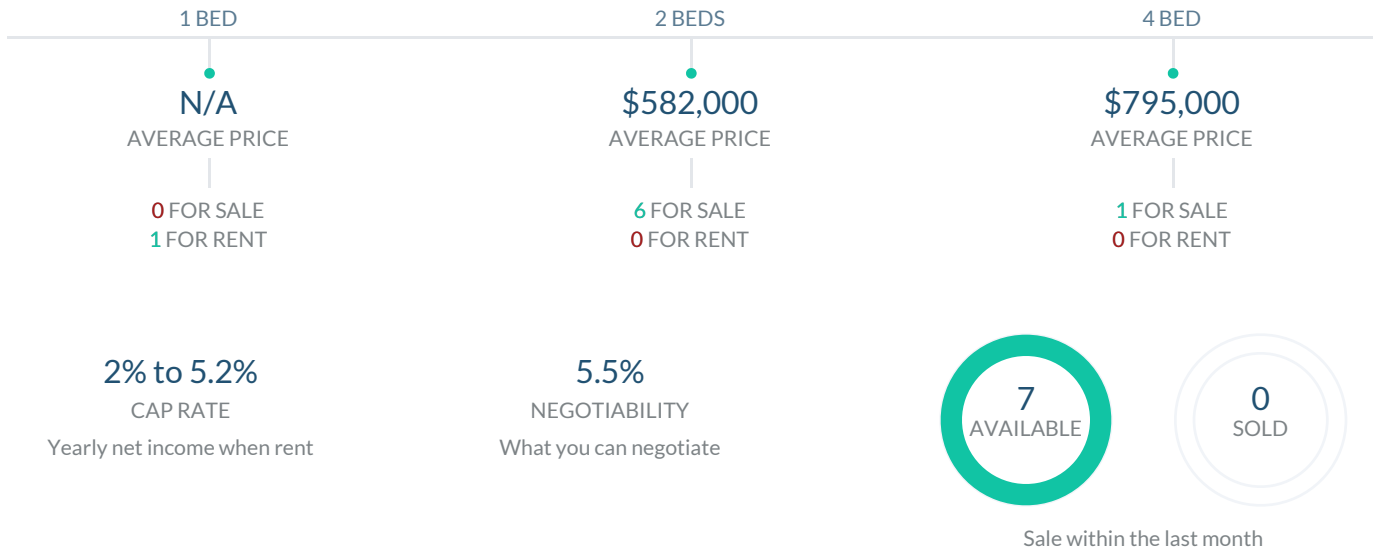 1 BED
2 BEDS
4 BED
N/A
$582,000
$795,000
AVERAGE PRICE
AVERAGE PRICE
AVERAGE PRICE
0 FOR SALE
6 FOR SALE
1 FOR SALE
1 FOR RENT
0 FOR RENT
0 FOR RENT
2% to 5.2%
CAP RATE
Yearly net income when rent
5.5%
NEGOTIABILITY
What you can negotiate
7
AVAILABLE
0
SOLD
Sale within the last month